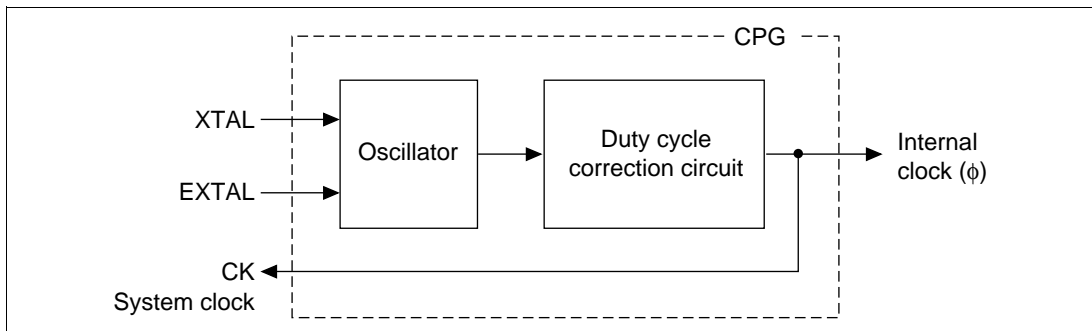 CPG
XTAL
EXTAL
Oscillator
Duty cycle
correction circuit
Internal
clock (ϕ)
CK
System clock